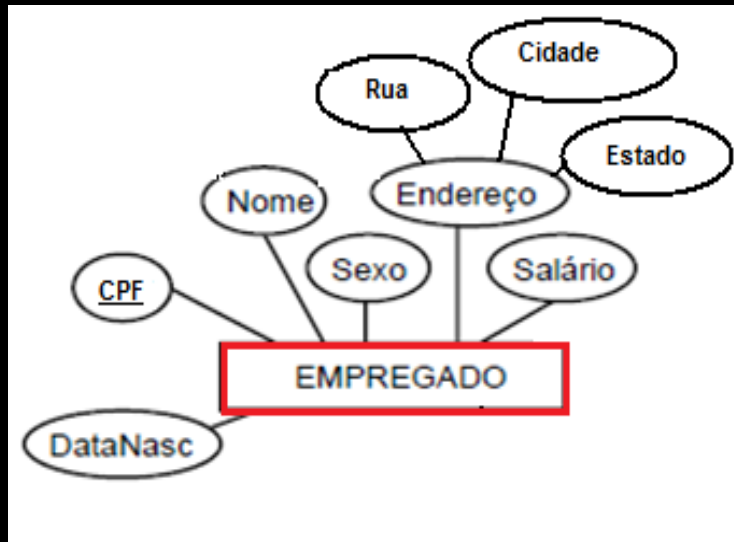 Cidade
Rua
Estado
Nome
Endereço
Sexo
Salário
CPF
EMPREGADO
DataNasc